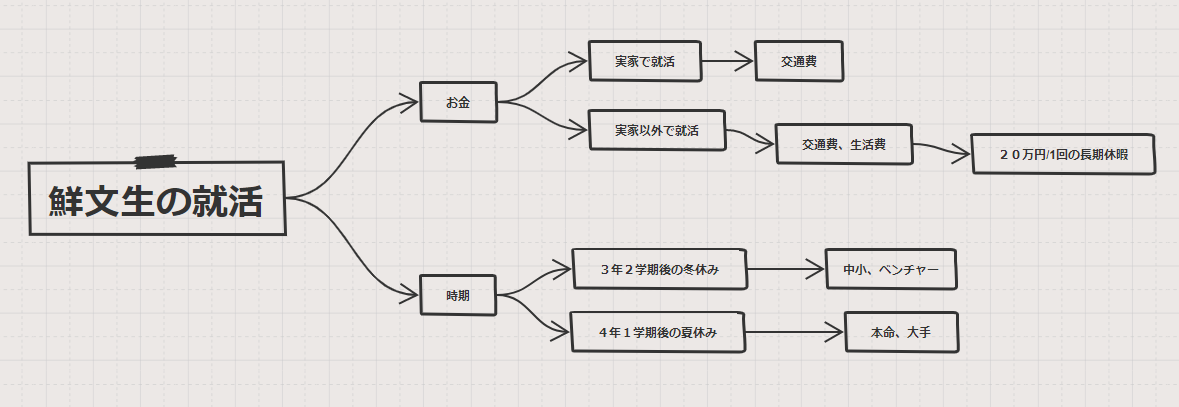 鮮文生の就活
お金
実家で就活
交通費
実家以外で就活
交通費、生活費
２０万円/1回の長期休暇
時期
３年２学期後の冬休み
中小、ベンチャー
４年１学期後の夏休み
本命、大手